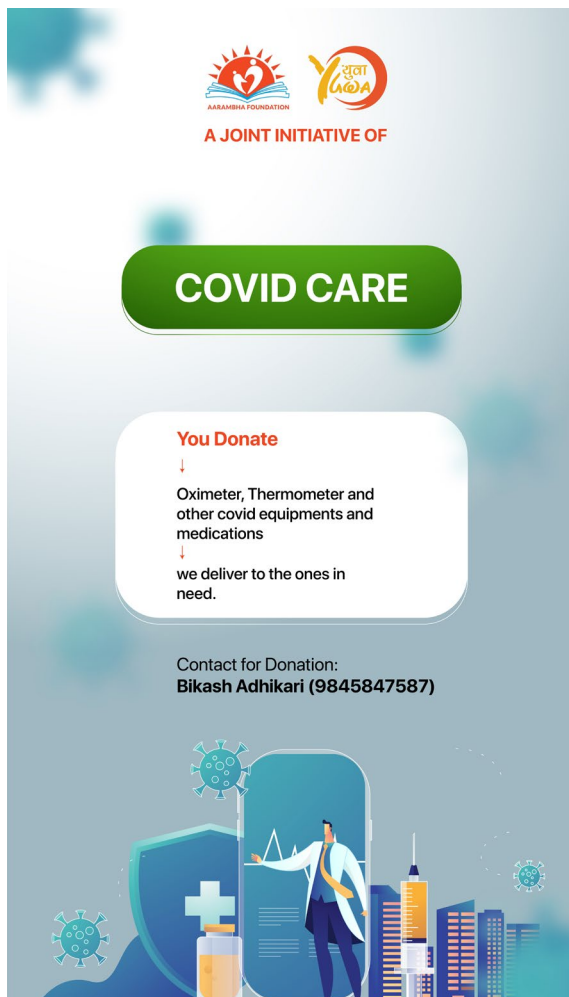 AARAMBHA FOUNDATION
युवा
YUWA
A JOINT INITIATIVE OF
COVID CARE
You Donate
↓
Oximeter, Thermometer and
other covid equipments and
medications
↓
we deliver to the ones in
need.
Contact for Donation:
Bikash Adhikari (9845847587)